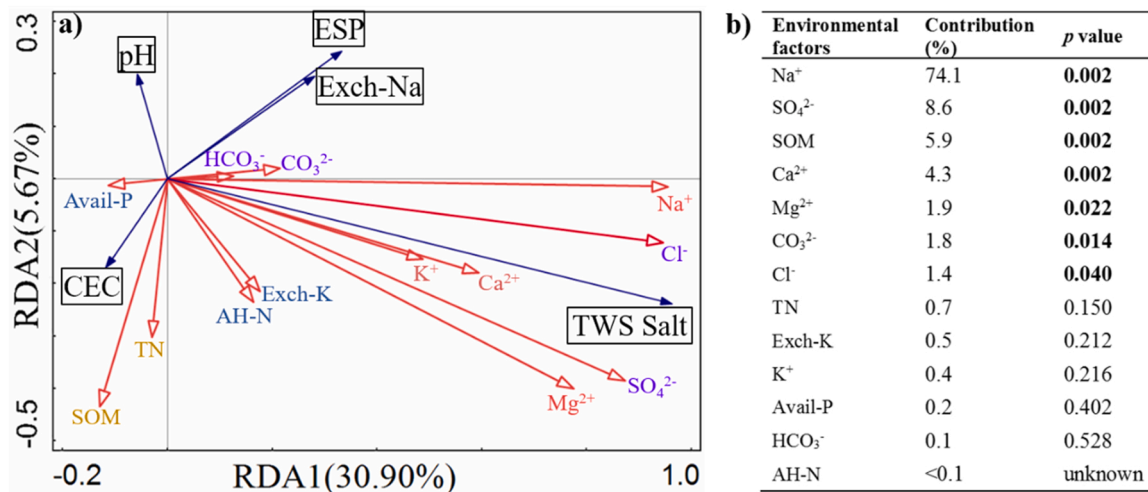 a)
0.3
RDA2(5.67%)
-0.5
-0.2
RDA1(30.90%)
1.0
pH
ESP
Exch-Na
HCO₃⁻
CO₃²⁻
Avail-P
Na⁺
Cl⁻
CEC
K⁺
Ca²⁺
Exch-K
AH-N
TWS Salt
TN
SOM
Mg²⁺
SO₄²⁻
b)
Environmental factors Contribution (%) p value
Na⁺ 74.1 0.002
SO₄²⁻ 8.6 0.002
SOM 5.9 0.002
Ca²⁺ 4.3 0.002
Mg²⁺ 1.9 0.022
CO₃²⁻ 1.8 0.014
Cl⁻ 1.4 0.040
TN 0.7 0.150
Exch-K 0.5 0.212
K⁺ 0.4 0.216
Avail-P 0.2 0.402
HCO₃⁻ 0.1 0.528
AH-N <0.1 unknown